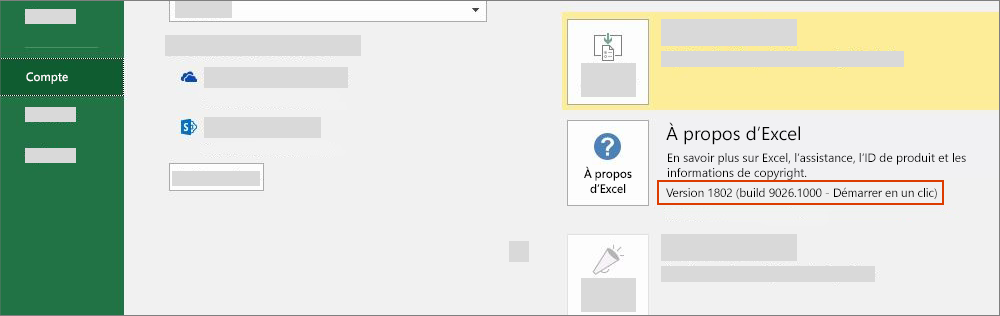 Compte
À propos d’Excel
À propos d’Excel
En savoir plus sur Excel, l’assistance, l’ID de produit et les
informations de copyright.
Version 1802 (build 9026.1000 - Démarrer en un clic)